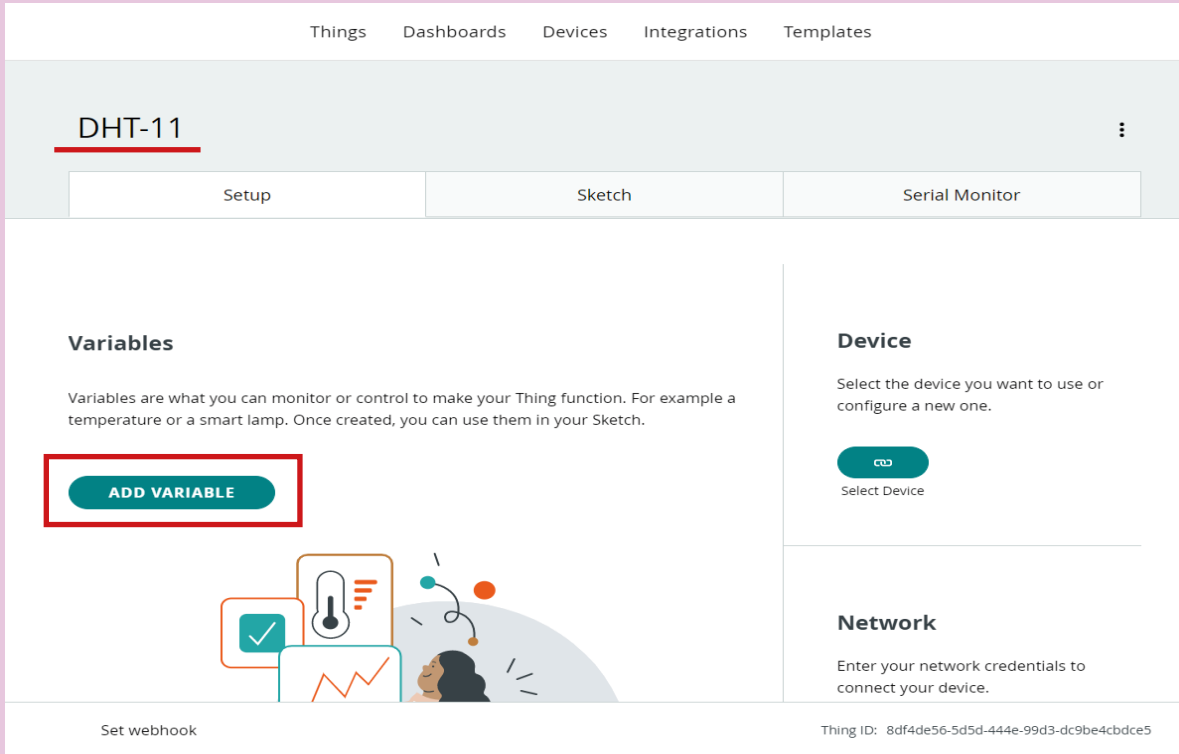 Things Dashboards Devices Integrations Templates
DHT-11
Setup Sketch Serial Monitor
Variables
Variables are what you can monitor or control to make your Thing function. For example a
temperature or a smart lamp. Once created, you can use them in your Sketch.
ADD VARIABLE
Device
Select the device you want to use or
configure a new one.
Select Device
Network
Enter your network credentials to
connect your device.
Set webhook
Thing ID: 8df4de56-5d5d-444e-99d3-dc9be4cbdce5